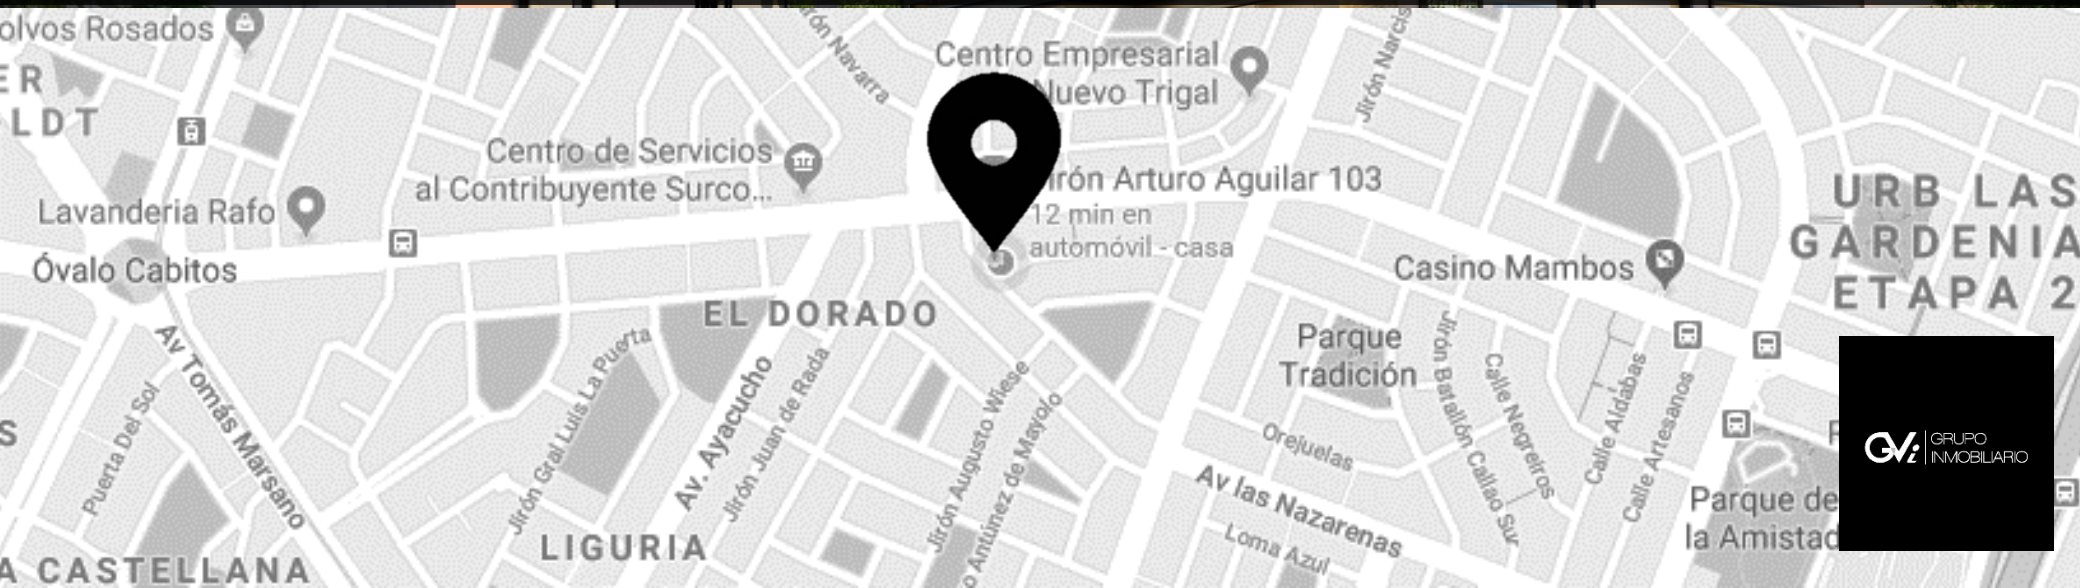 olvos Rosados
Jirón Navarra
Centro Empresarial
Nuevo Trigal
Jirón Narcis
ER
LDT
Centro de Servicios
al Contribuyente Surco...
irón Arturo Aguilar 103
12 min en
automóvil - casa
Lavanderia Rafo
Óvalo Cabitos
URB LAS
GARDENIA
ETAPA 2
Casino Mambos
EL DORADO
Parque
Tradición
Av Tomás Marsano
Puerta Del Sol
Jirón Gral Luis La Puerta
Av. Ayacucho
Jirón Juan de Rada
Jirón Augusto Wiese
o Antúnez de Mayolo
Jirón Batallón Callao Sur
Calle Negreiros
Calle Aldabas
Calle Artesanos
Orejuelas
Av las Nazarenas
Loma Azul
S
LIGURIA
A CASTELLANA
Parque de
la Amistad
GVi GRUPO
INMOBILIARIO